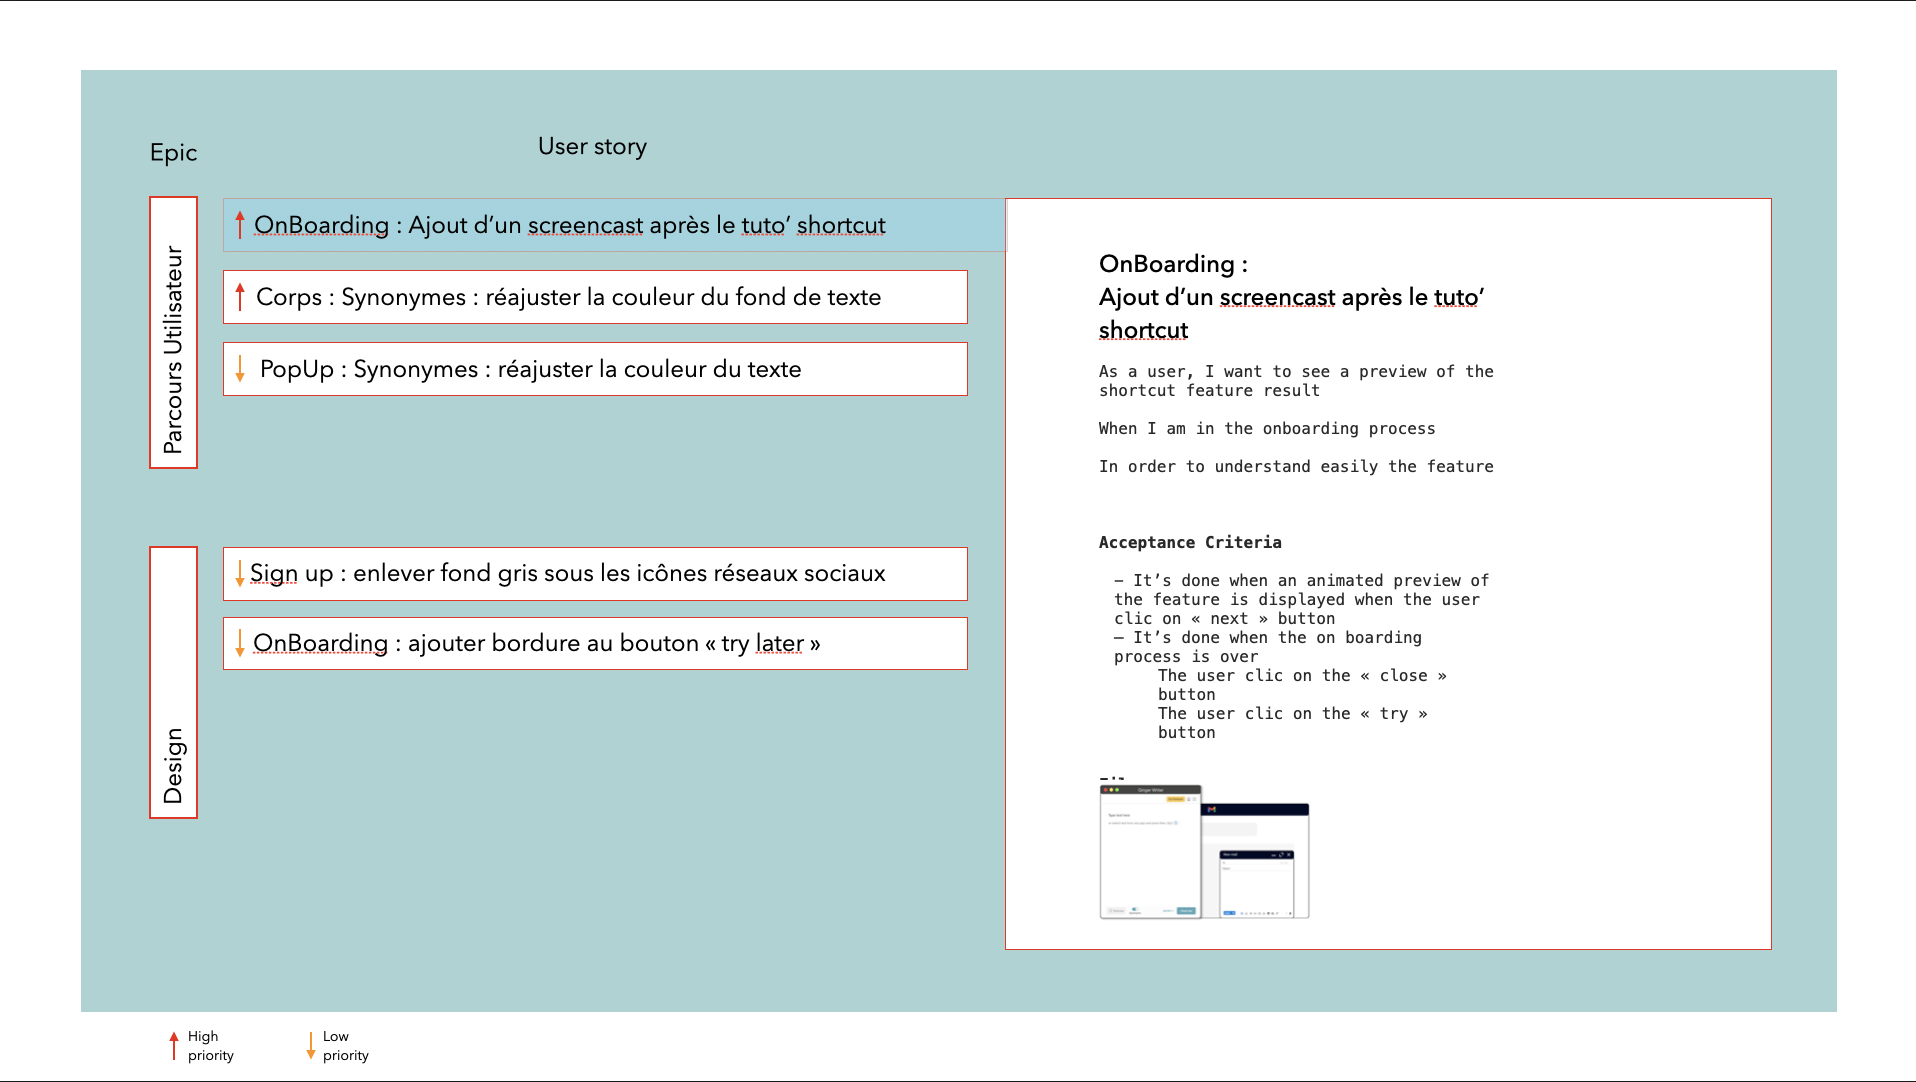 Epic
User story
Parcours Utilisateur
OnBoarding : Ajout d’un screencast après le tuto’ shortcut
Corps : Synonymes : réajuster la couleur du fond de texte
PopUp : Synonymes : réajuster la couleur du texte
Design
Sign up : enlever fond gris sous les icônes réseaux sociaux
OnBoarding : ajouter bordure au bouton « try later »
OnBoarding :
Ajout d’un screencast après le tuto’
shortcut
As a user, I want to see a preview of the
shortcut feature result
When I am in the onboarding process
In order to understand easily the feature
Acceptance Criteria
– It’s done when an animated preview of
the feature is displayed when the user
clic on « next » button
– It’s done when the on boarding
process is over
The user clic on the « close »
button
The user clic on the « try »
button
Ginger Writer
High
priority
Low
priority